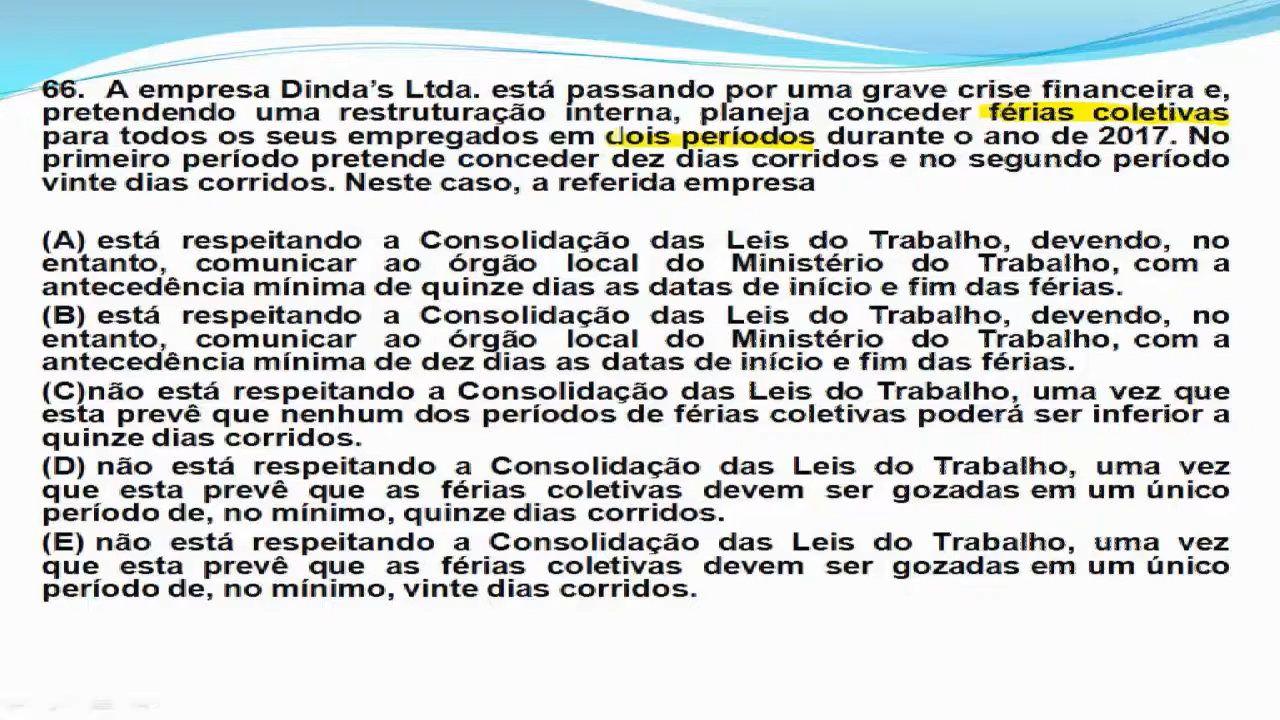 66. A empresa Dinda’s Ltda. está passando por uma grave crise financeira e,
pretendendo uma restruturação interna, planeja conceder férias coletivas
para todos os seus empregados em dois períodos durante o ano de 2017. No
primeiro período pretende conceder dez dias corridos e no segundo período
vinte dias corridos. Neste caso, a referida empresa
(A) está respeitando a Consolidação das Leis do Trabalho, devendo, no
entanto, comunicar ao órgão local do Ministério do Trabalho, com a
antecedência mínima de quinze dias as datas de início e fim das férias.
(B) está respeitando a Consolidação das Leis do Trabalho, devendo, no
entanto, comunicar ao órgão local do Ministério do Trabalho, com a
antecedência mínima de dez dias as datas de início e fim das férias.
(C)não está respeitando a Consolidação das Leis do Trabalho, uma vez que
esta prevê que nenhum dos períodos de férias coletivas poderá ser inferior a
quinze dias corridos.
(D) não está respeitando a Consolidação das Leis do Trabalho, uma vez
que esta prevê que as férias coletivas devem ser gozadas em um único
período de, no mínimo, quinze dias corridos.
(E) não está respeitando a Consolidação das Leis do Trabalho, uma vez
que esta prevê que as férias coletivas devem ser gozadas em um único
período de, no mínimo, vinte dias corridos.